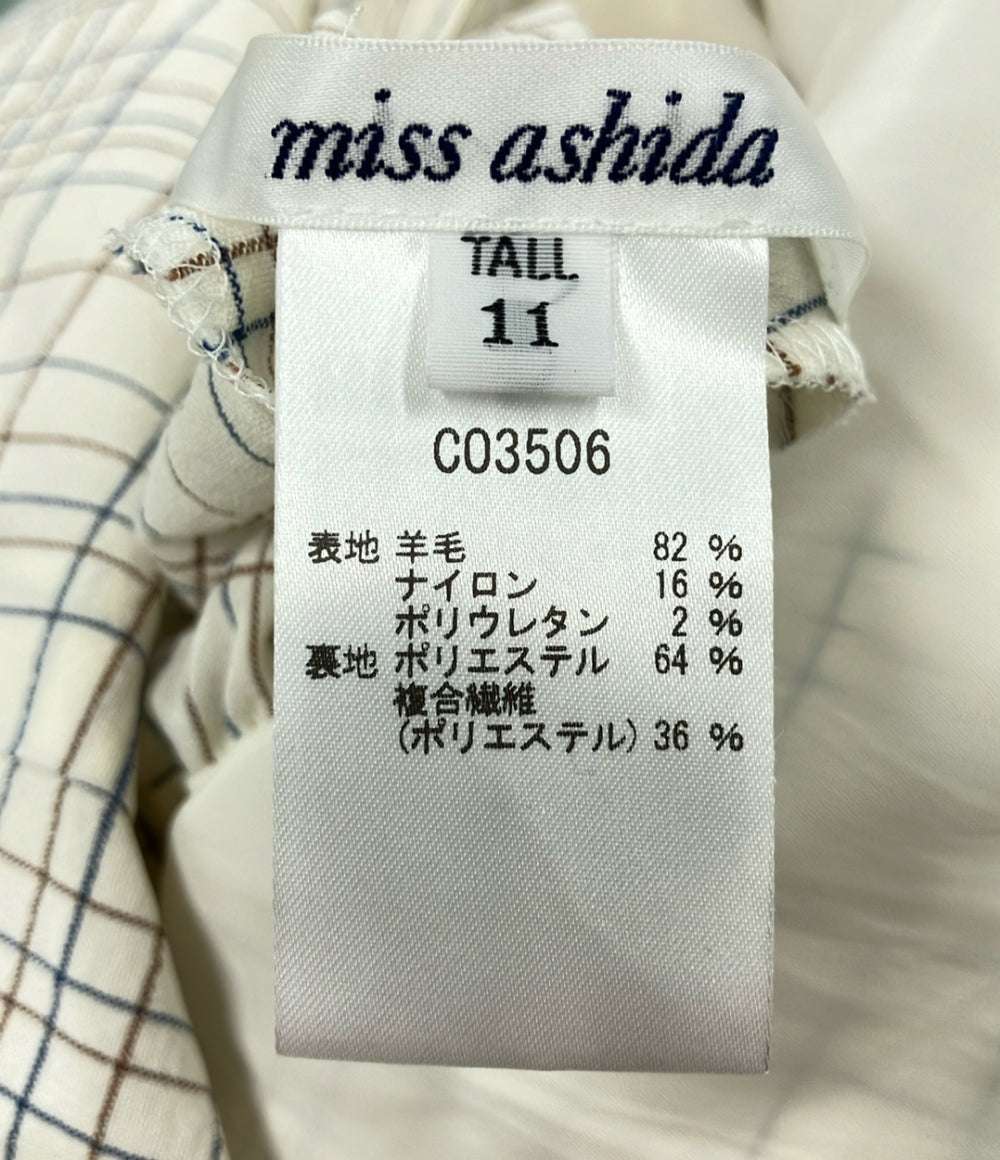 miss ashida
TALL
11
C03506
表地 羊毛 82 %
ナイロン 16 %
ポリウレタン 2 %
裏地 ポリエステル 64 %
複合繊維
(ポリエステル) 36 %